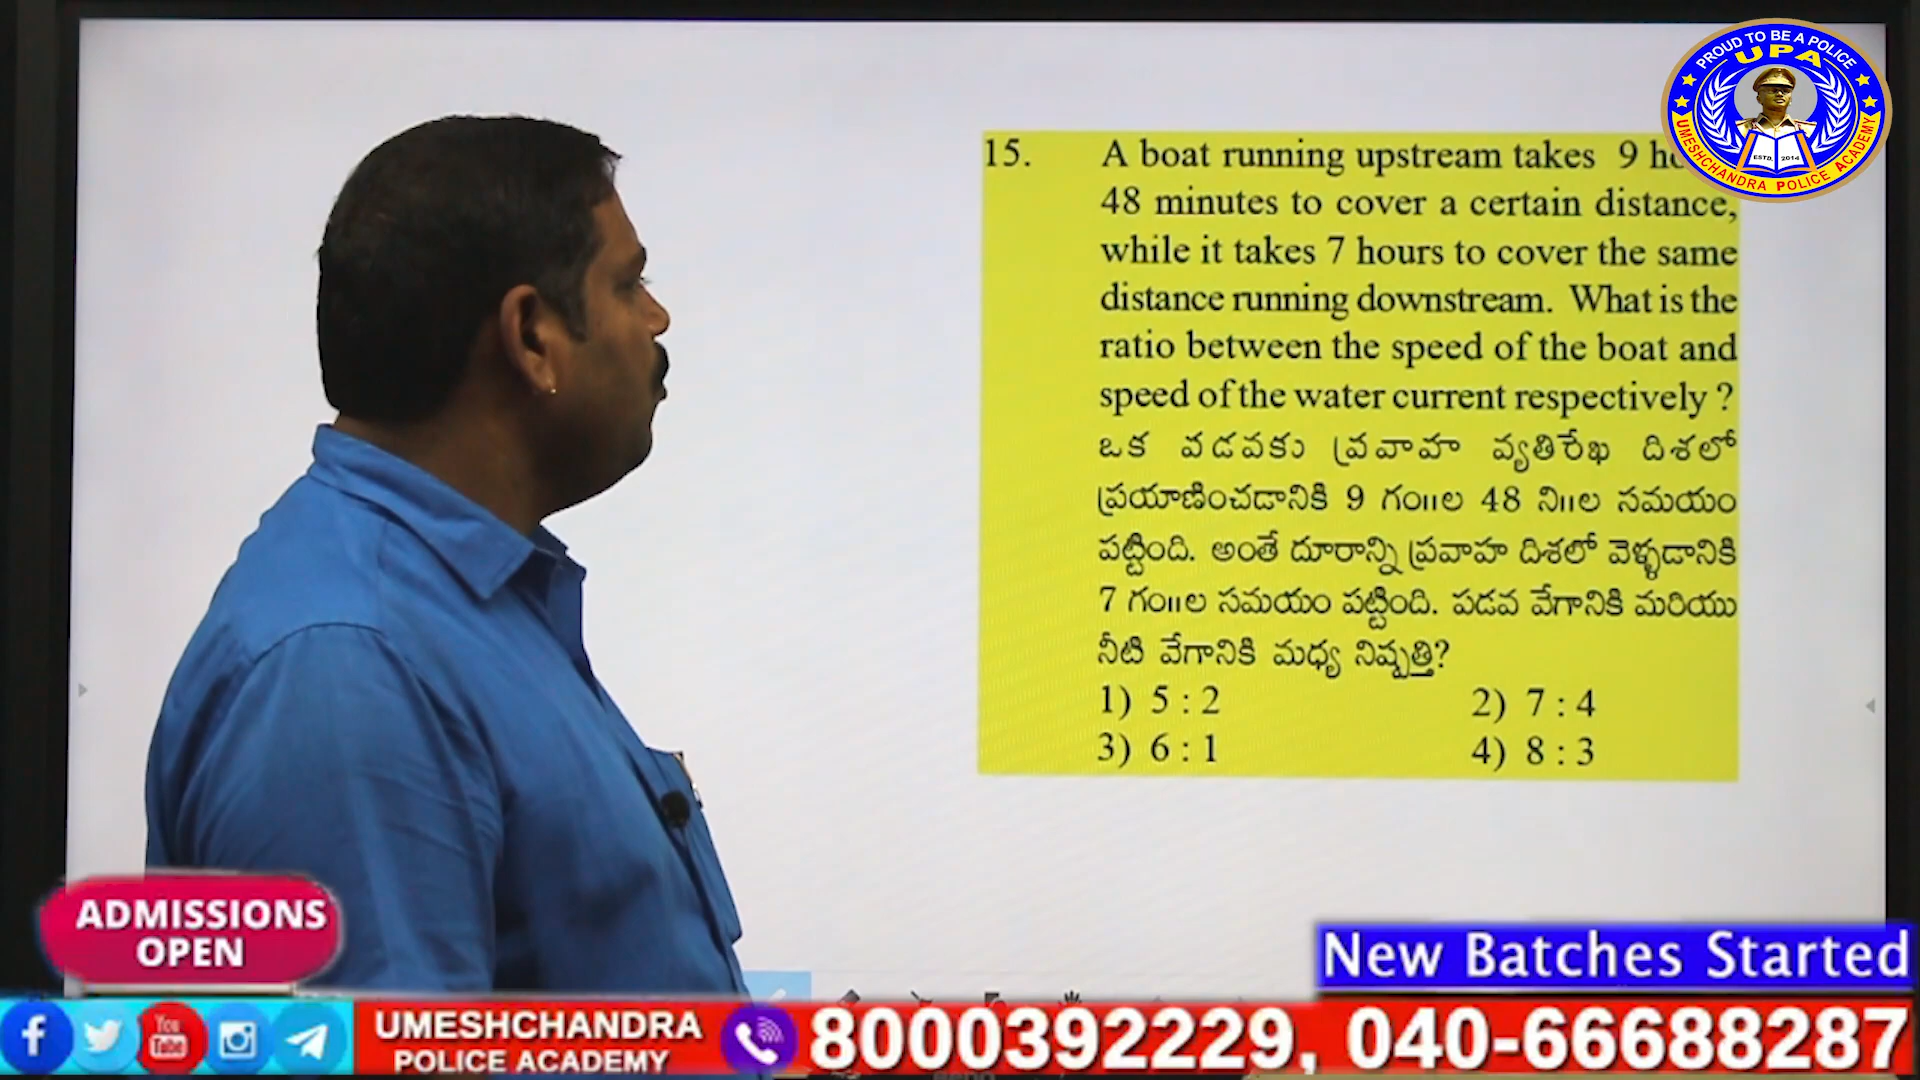 PROUD TO BE A POLICE
UPA
ESTD. 2014
UMESHCHANDRA POLICE ACADEMY
15. A boat running upstream takes 9
48 minutes to cover a certain distance,
while it takes 7 hours to cover the same
distance running downstream. What is the
ratio between the speed of the boat and
speed of the water current respectively ?
ఒక వడవకు ప్రవాహ వ్యతిరేఖ దిశలో
ప్రయాణించడానికి 9 గం॥ల 48 ని॥ల సమయం
పట్టింది. అంతే దూరాన్ని ప్రవాహ దిశలో వెళ్ళడానికి
7 గం॥ల సమయం పట్టింది. పడవ వేగానికి మరియు
నీటి వేగానికి మధ్య నిష్పత్తి?
1) 5 : 2 2) 7 : 4
3) 6 : 1 4) 8 : 3
ADMISSIONS
OPEN
New Batches Started
You
Tube
UMESHCHANDRA
POLICE ACADEMY
8000392229, 040-66688287